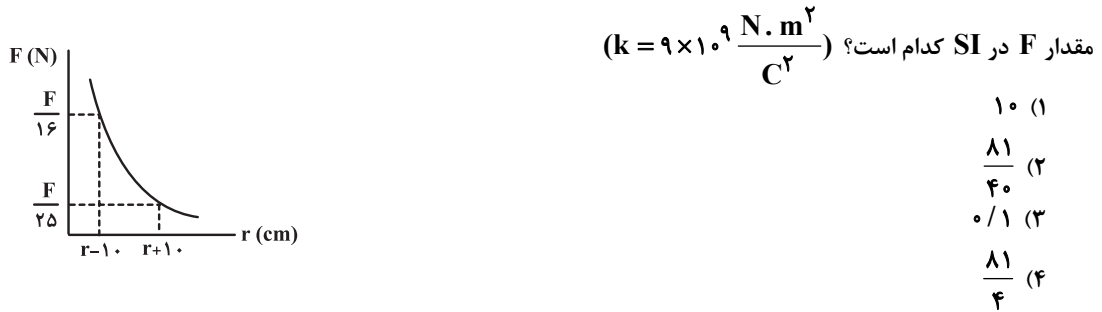 مقدار F در SI کدام است؟ (k = ۹×۱۰^۹ N.m^۲/C^۲)
۱) ۱۰
۲) ۸۱/۴۰
۳) ۰/۱
۴) ۸۱/۴
F (N)
F/۱۶
F/۲۵
r-۱۰ r+۱۰ r (cm)